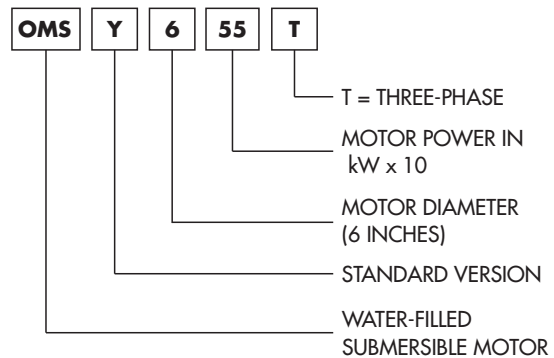 OMS Y 6 55 T
T = THREE-PHASE
MOTOR POWER IN
kW x 10
MOTOR DIAMETER
(6 INCHES)
STANDARD VERSION
WATER-FILLED
SUBMERSIBLE MOTOR